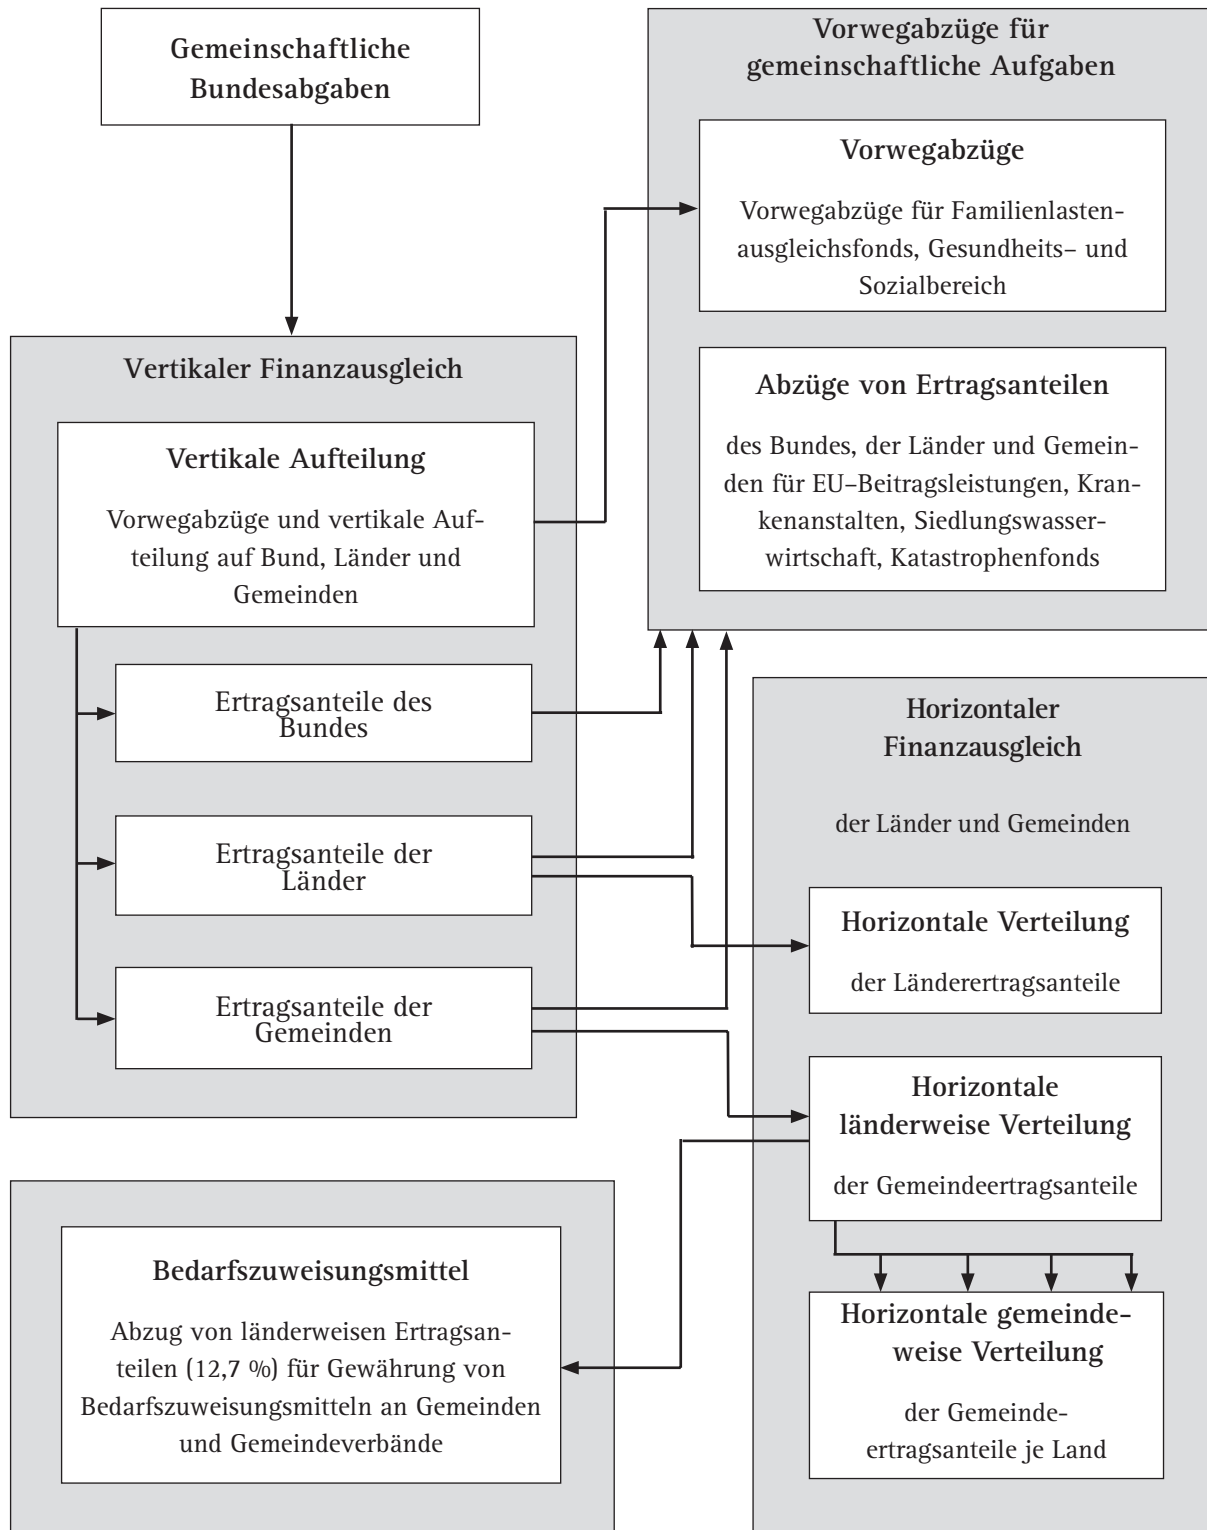 Gemeinschaftliche
Bundesabgaben
Vorwegabzüge für
gemeinschaftliche Aufgaben
Vorwegabzüge
Vorwegabzüge für Familienlasten-
ausgleichsfonds, Gesundheits- und
Sozialbereich
Abzüge von Ertragsanteilen
des Bundes, der Länder und Gemein-
den für EU-Beitragsleistungen, Kran-
kenanstalten, Siedlungswasser-
wirtschaft, Katastrophenfonds
Vertikaler Finanzausgleich
Vertikale Aufteilung
Vorwegabzüge und vertikale Auf-
teilung auf Bund, Länder und
Gemeinden
Ertragsanteile des
Bundes
Ertragsanteile der
Länder
Ertragsanteile der
Gemeinden
Horizontaler
Finanzausgleich
der Länder und Gemeinden
Horizontale Verteilung
der Länderertragsanteile
Horizontale
länderweise Verteilung
der Gemeindeertragsanteile
Horizontale gemeinde-
weise Verteilung
der Gemeinde-
ertragsanteile je Land
Bedarfszuweisungsmittel
Abzug von länderweisen Ertragsan-
teilen (12,7 %) für Gewährung von
Bedarfszuweisungsmitteln an Gemeinden
und Gemeindeverbände